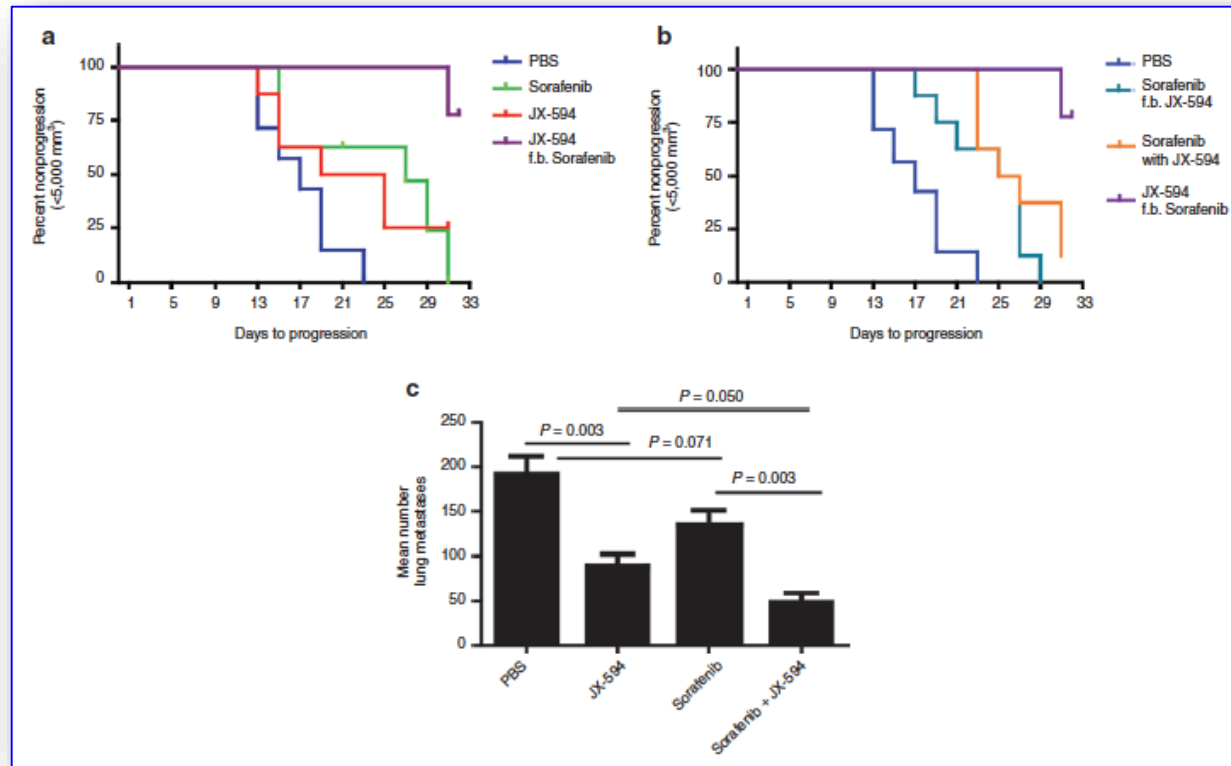 a
Percent nonprogression
(<5,000 mm³)
100
75
50
25
0
1 5 9 13 17 21 25 29 33
Days to progression
PBS
Sorafenib
JX-594
JX-594
f.b. Sorafenib
b
Percent nonprogression
(<5,000 mm³)
100
75
50
25
0
1 5 9 13 17 21 25 29 33
Days to progression
PBS
Sorafenib
f.b. JX-594
Sorafenib
with JX-594
JX-594
f.b. Sorafenib
c
Mean number
lung metastases
250
200
150
100
50
0
P = 0.050
P = 0.003
P = 0.071
P = 0.003
PBS
JX-594
Sorafenib
Sorafenib + JX-594